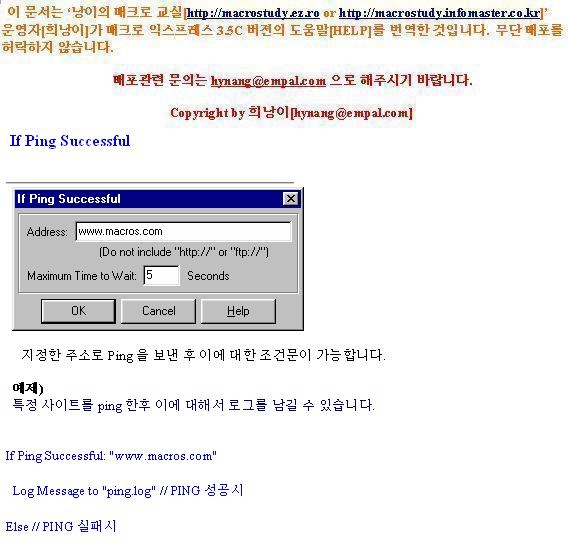 이 문서는 '낭이의 매크로 교실[http://macrostudy.ez.ro or http://macrostudy.infomaster.co.kr]'
운영자[희낭이]가 매크로 익스프레스 3.5C 버젼의 도움말[HELP]를 번역한 것입니다. 무단 배포를
허락하지 않습니다.
배포관련 문의는 hynang@empal.com 으로 해주시기 바랍니다.
Copyright by 희낭이[hynang@empal.com]
If Ping Successful
If Ping Successful
Address: www.macros.com
(Do not include "http://" or "ftp://")
Maximum Time to Wait: 5 Seconds
OK Cancel Help
지정한 주소로 Ping 을 보낸 후 이에 대한 조건문이 가능합니다.
예제)
특정 사이트를 ping 한후 이에 대해서 로그를 남길 수 있습니다.
If Ping Successful: "www.macros.com"
Log Message to "ping.log" // PING 성공시
Else // PING 실패시